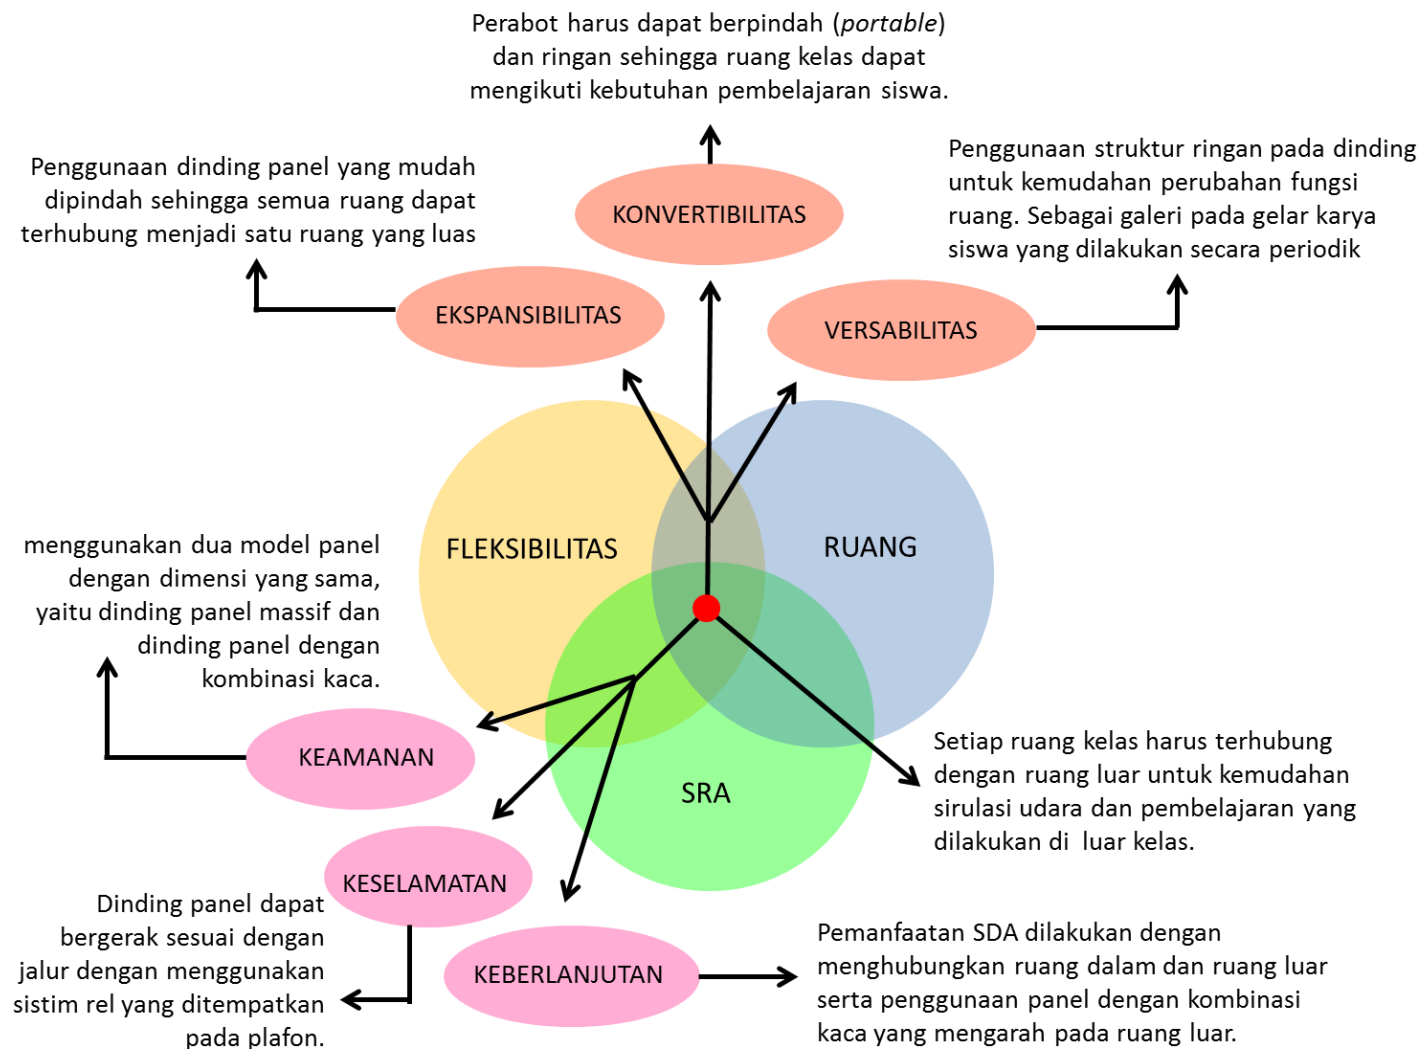 Perabot harus dapat berpindah (portable)
dan ringan sehingga ruang kelas dapat
mengikuti kebutuhan pembelajaran siswa.
Penggunaan dinding panel yang mudah
dipindah sehingga semua ruang dapat
terhubung menjadi satu ruang yang luas
Penggunaan struktur ringan pada dinding
untuk kemudahan perubahan fungsi
ruang. Sebagai galeri pada gelar karya
siswa yang dilakukan secara periodik
KONVERTIBILITAS
EKSPANSIBILITAS
VERSABILITAS
FLEKSIBILITAS
RUANG
menggunakan dua model panel
dengan dimensi yang sama,
yaitu dinding panel massif dan
dinding panel dengan
kombinasi kaca.
KEAMANAN
SRA
Setiap ruang kelas harus terhubung
dengan ruang luar untuk kemudahan
sirulasi udara dan pembelajaran yang
dilakukan di  luar kelas.
KESELAMATAN
Dinding panel dapat
bergerak sesuai dengan
jalur dengan menggunakan
sistim rel yang ditempatkan
pada plafon.
KEBERLANJUTAN
Pemanfaatan SDA dilakukan dengan
menghubungkan ruang dalam dan ruang luar
serta penggunaan panel dengan kombinasi
kaca yang mengarah pada ruang luar.